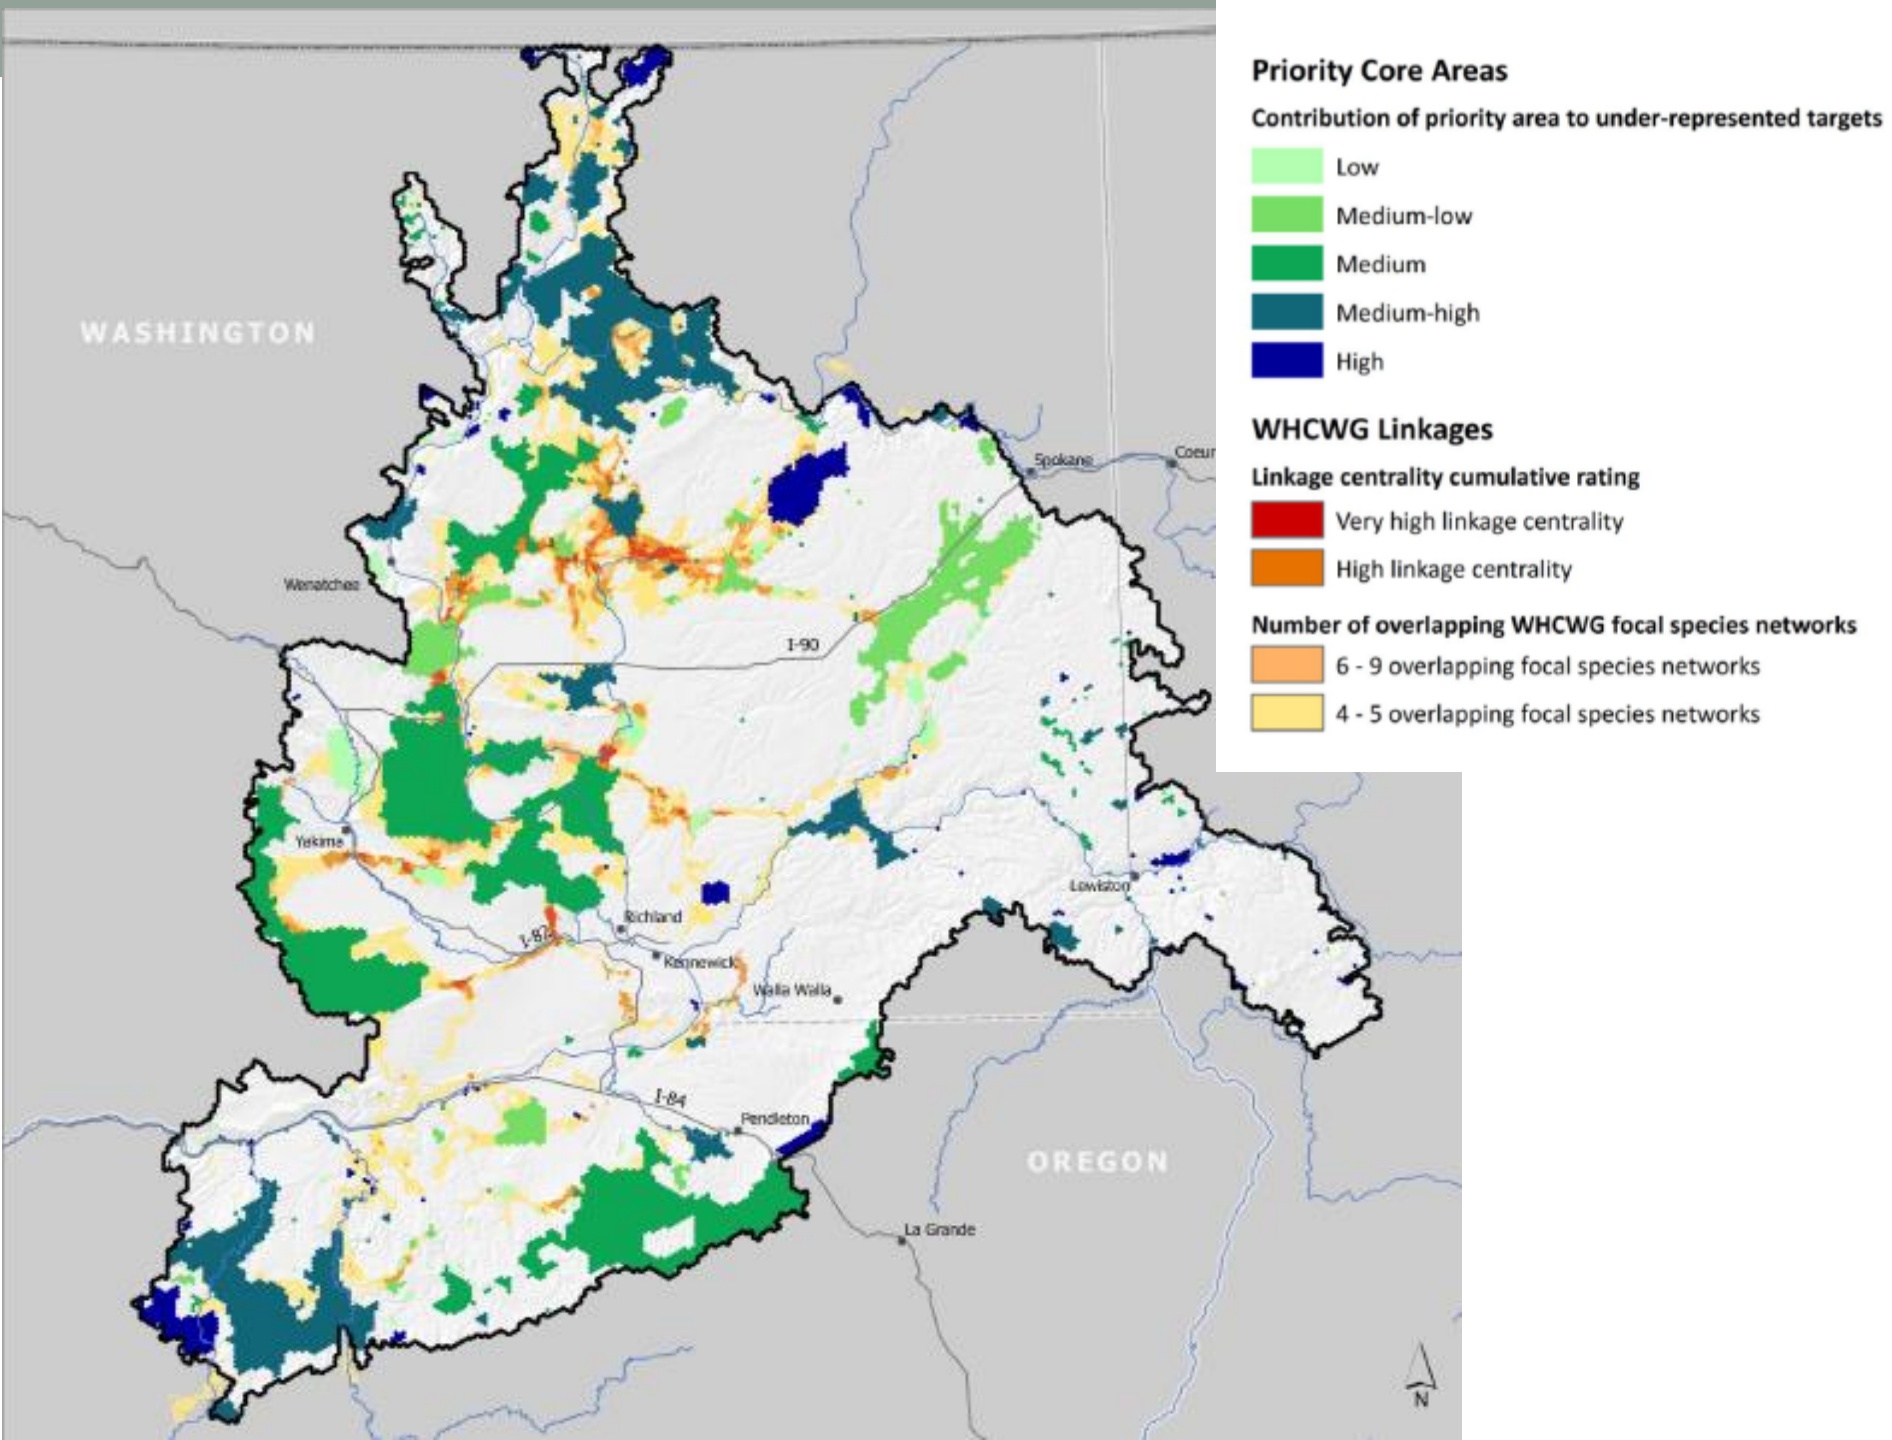 Priority Core Areas
Contribution of priority area to under-represented targets
Low
Medium-low
Medium
Medium-high
High
WHCWG Linkages
Linkage centrality cumulative rating
Very high linkage centrality
High linkage centrality
Number of overlapping WHCWG focal species networks
6 - 9 overlapping focal species networks
4 - 5 overlapping focal species networks
WASHINGTON
Spokane
Coeur
Wenatchee
I-90
Yakima
Lewiston
Richland
I-82
Kennewick
Walla Walla
I-84
Pendleton
OREGON
La Grande
N